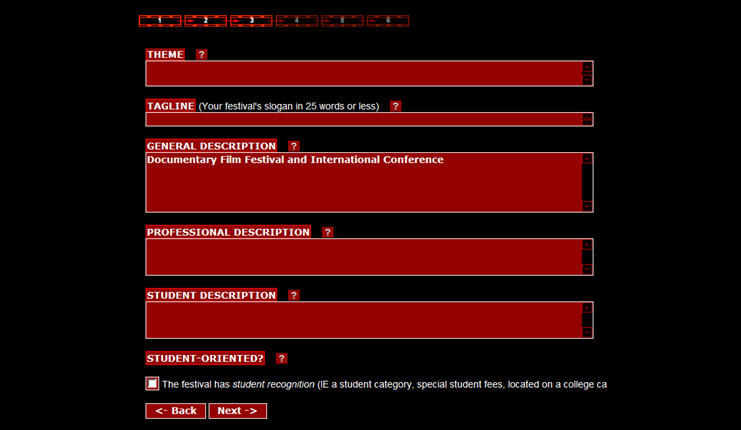 1 2 3 4 5 6
THEME ?
TAGLINE (Your festival's slogan in 25 words or less) ?
GENERAL DESCRIPTION ?
Documentary Film Festival and International Conference
PROFESSIONAL DESCRIPTION ?
STUDENT DESCRIPTION ?
STUDENT-ORIENTED? ?
The festival has student recognition (IE a student category, special student fees, located on a college ca
<- Back Next ->